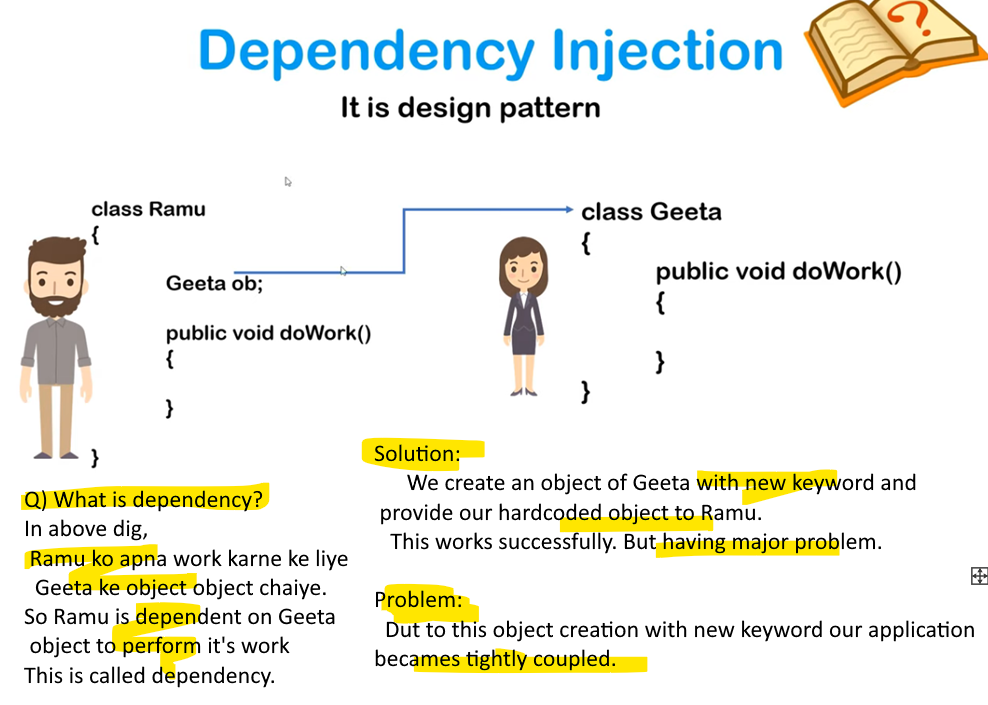 Dependency Injection
It is design pattern
?
class Ramu
{
Geeta ob;
public void doWork()
{
}
}
class Geeta
{
public void doWork()
{
}
}
Q) What is dependency?
In above dig,
Ramu ko apna work karne ke liye
Geeta ke object object chaiye.
So Ramu is dependent on Geeta
object to perform it's work
This is called dependency.
Solution:
We create an object of Geeta with new keyword and
provide our hardcoded object to Ramu.
This works successfully. But having major problem.
Problem:
Dut to this object creation with new keyword our application
becames tightly coupled.